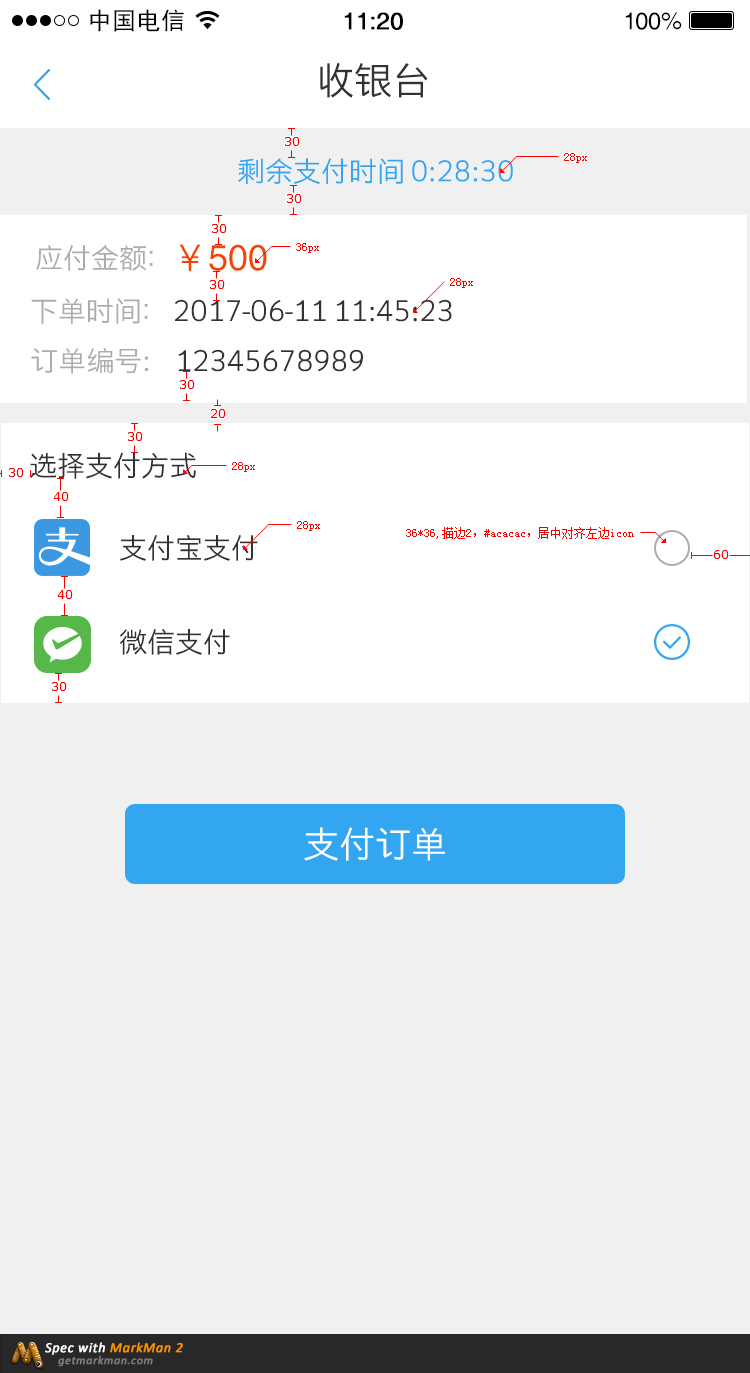 中国电信 11:20 100%
收银台
30
剩余支付时间 0:28:30 28px
30
30
应付金额: ￥500 36px
30
28px
下单时间: 2017-06-11 11:45:23
订单编号: 12345678989
30
20
30
30 选择支付方式 28px
40
28px
支付宝支付 36*36,描边2，#acacac，居中对齐左边icon
60
40
微信支付
30
支付订单
Spec with MarkMan 2
getmarkman.com